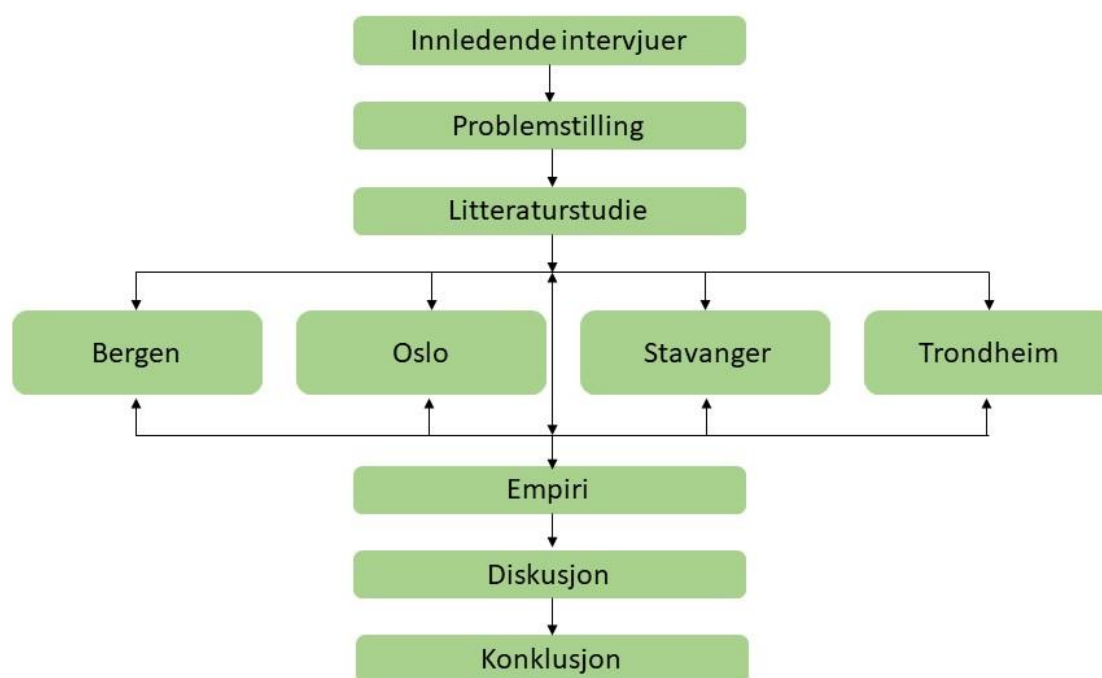 Innledende intervjuer
Problemstilling
Litteraturstudie
Bergen
Oslo
Stavanger
Trondheim
Empiri
Diskusjon
Konklusjon